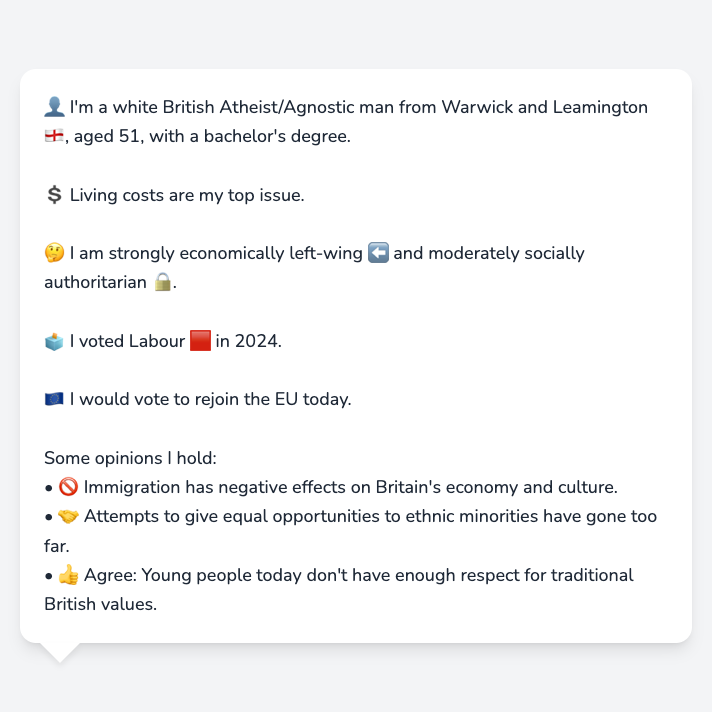 👤 I'm a white British Atheist/Agnostic man from Warwick and Leamington
🏴󠁧󠁢󠁥󠁮󠁧󠁿, aged 51, with a bachelor's degree.
💲 Living costs are my top issue.
🤔 I am strongly economically left-wing ⬅️ and moderately socially
authoritarian 🔒.
🗳️ I voted Labour 🟥 in 2024.
🇪🇺 I would vote to rejoin the EU today.
Some opinions I hold:
• 🚫 Immigration has negative effects on Britain's economy and culture.
• 🤝 Attempts to give equal opportunities to ethnic minorities have gone too
far.
• 👍 Agree: Young people today don't have enough respect for traditional
British values.